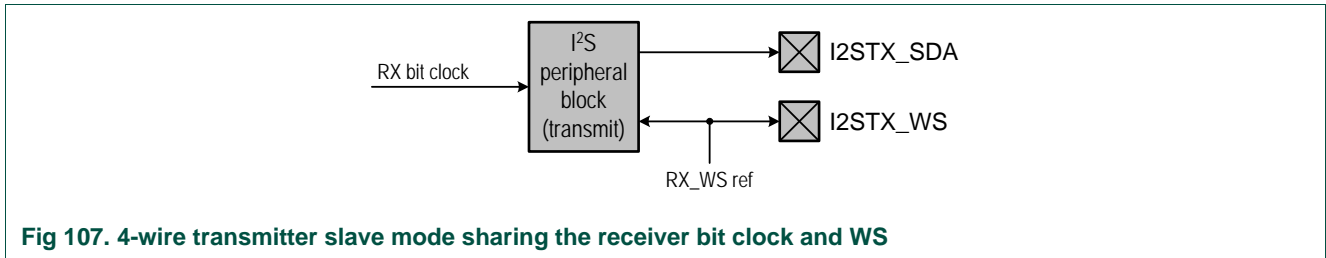 I²S
peripheral
block
(transmit)
RX bit clock
I2STX_SDA
I2STX_WS
RX_WS ref
Fig 107. 4-wire transmitter slave mode sharing the receiver bit clock and WS